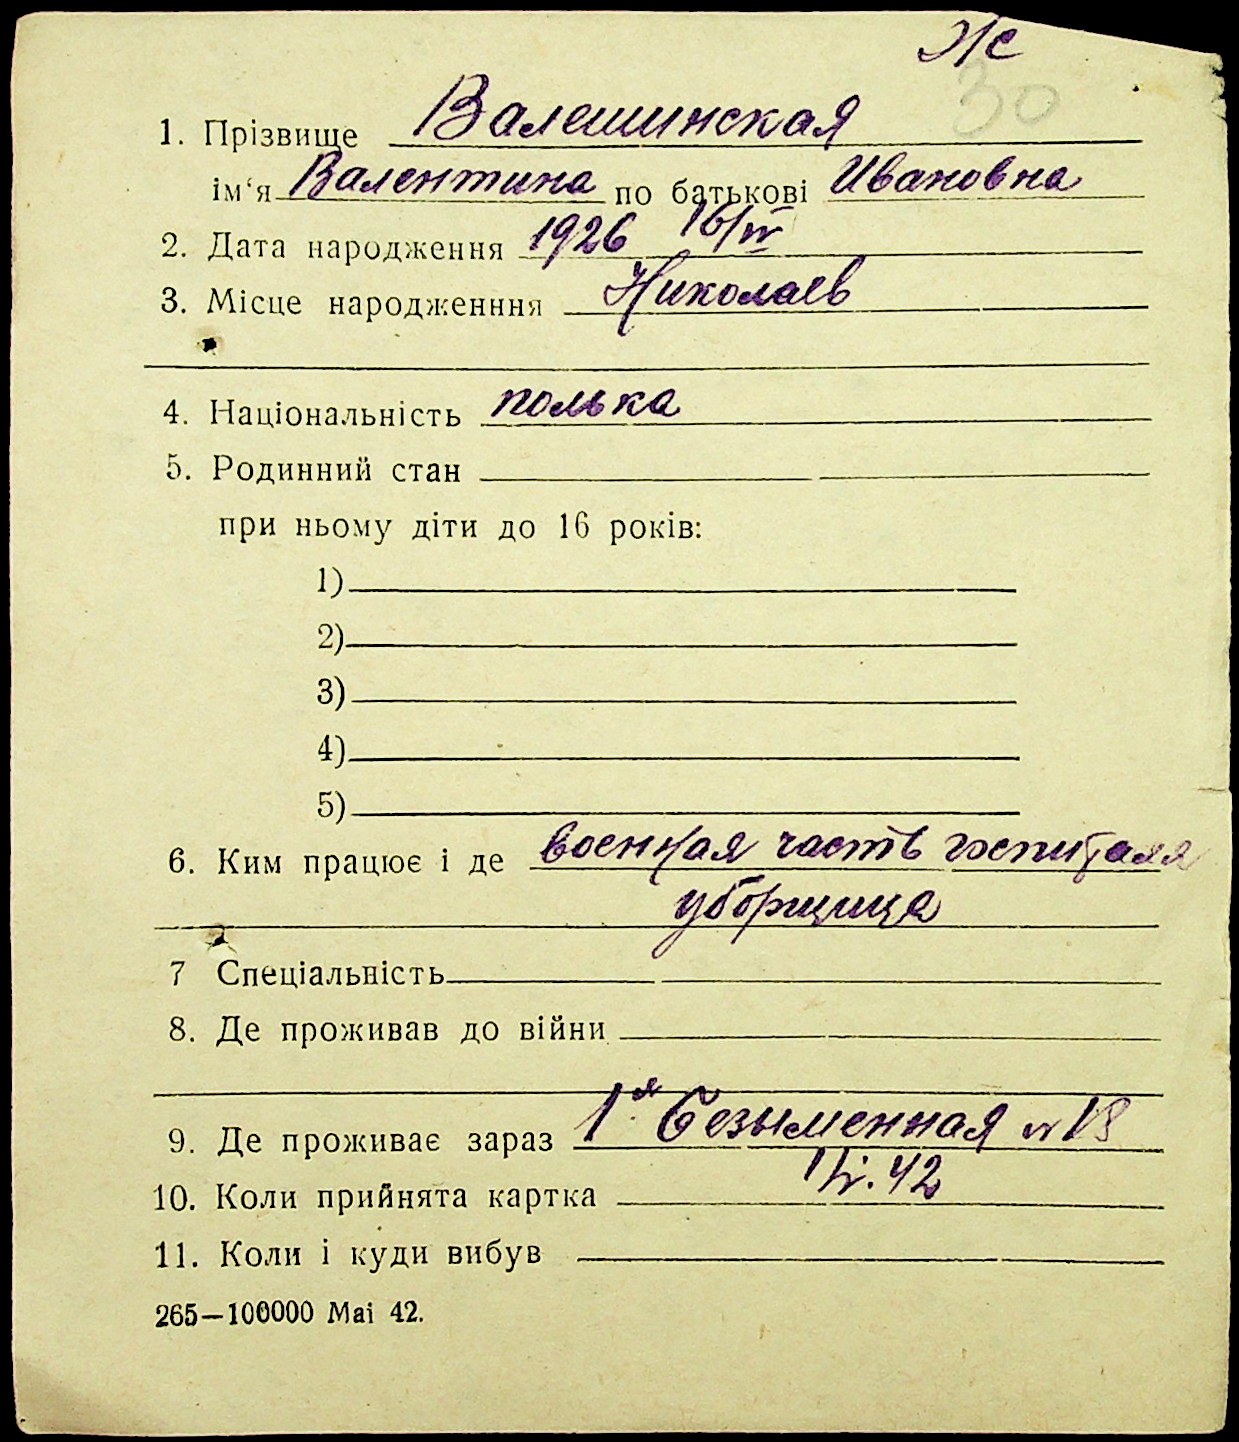 Ж
30
1. Прізвище Валешинская
ім‘я Валентина по батькові Ивановна
2. Дата народження 1926 16/IV
3. Місце народженння Николаев
4. Національність полька
5. Родинний стан
при ньому діти до 16 років:
1)
2)
3)
4)
5)
6. Ким працює і де военная часть госпиталя
уборщица
7 Спеціальність
8. Де проживав до війни
9. Де проживає зараз 1я Безыменная № 18
10. Коли прийнята картка 42
11. Коли і куди вибув
265—100000 Mai 42.